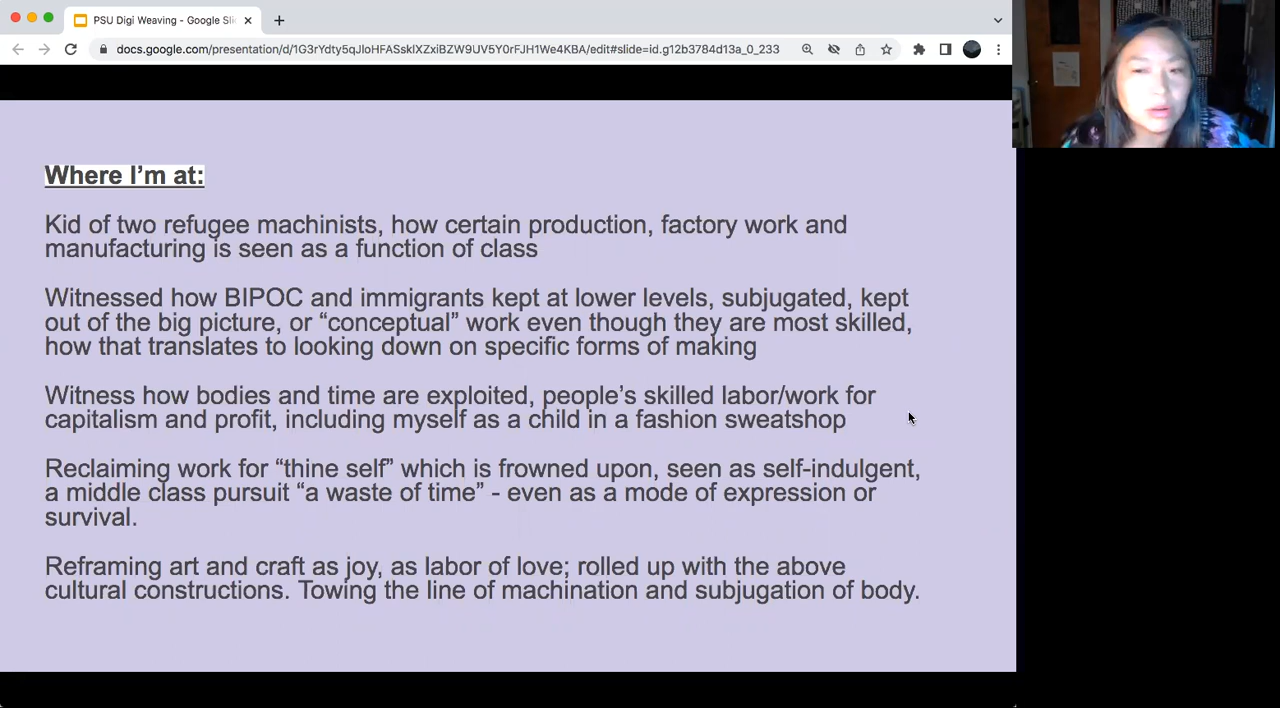 PSU Digi Weaving - Google Sli
docs.google.com/presentation/d/1G3rYdty5qJIoHFASsklXZxiBZW9UV5Y0rFJH1We4KBA/edit#slide=id.g12b3784d13a_0_233
Where I’m at:
Kid of two refugee machinists, how certain production, factory work and
manufacturing is seen as a function of class
Witnessed how BIPOC and immigrants kept at lower levels, subjugated, kept
out of the big picture, or “conceptual” work even though they are most skilled,
how that translates to looking down on specific forms of making
Witness how bodies and time are exploited, people’s skilled labor/work for
capitalism and profit, including myself as a child in a fashion sweatshop
Reclaiming work for “thine self” which is frowned upon, seen as self-indulgent,
a middle class pursuit “a waste of time” - even as a mode of expression or
survival.
Reframing art and craft as joy, as labor of love; rolled up with the above
cultural constructions. Towing the line of machination and subjugation of body.